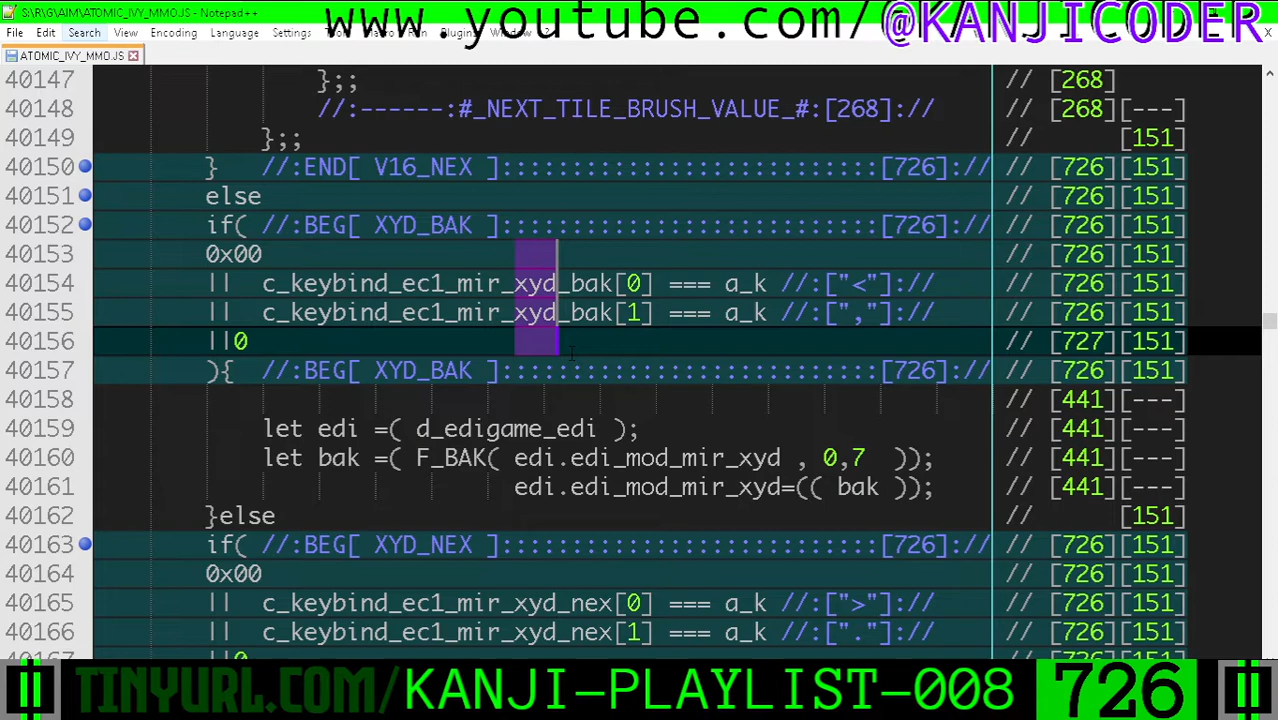 S:\R\G\AIM\ATOMIC_IVY_MMO.JS - Notepad++
www.youtube.com/@KANJICODER
File Edit Search View Encoding Language Settings Run Plugins
ATOMIC_IVY_MMO.JS
40147 };; // [268]
40148 //:------:#_NEXT_TILE_BRUSH_VALUE_#:[268]:// // [268][---]
40149 };; // [151]
40150 } //:END[ V16_NEX ]:::::::::::::::::::::::::::[726]:// // [726][151]
40151 else // [726][151]
40152 if( //:BEG[ XYD_BAK ]:::::::::::::::::::::::::::[726]:// // [726][151]
40153 0x00 // [726][151]
40154 || c_keybind_ec1_mir_xyd_bak[0] === a_k //:["<"]:// // [726][151]
40155 || c_keybind_ec1_mir_xyd_bak[1] === a_k //:[","]:// // [726][151]
40156 ||0 // [727][151]
40157 ){ //:BEG[ XYD_BAK ]:::::::::::::::::::::::::::[726]:// // [726][151]
40158 // [441][---]
40159 let edi =( d_edigame_edi ); // [441][---]
40160 let bak =( F_BAK( edi.edi_mod_mir_xyd , 0,7 )); // [441][---]
40161 edi.edi_mod_mir_xyd=(( bak )); // [441][---]
40162 }else // [151]
40163 if( //:BEG[ XYD_NEX ]:::::::::::::::::::::::::::[726]:// // [726][151]
40164 0x00 // [726][151]
40165 || c_keybind_ec1_mir_xyd_nex[0] === a_k //:[">"]:// // [726][151]
40166 || c_keybind_ec1_mir_xyd_nex[1] === a_k //:["."]:// // [726][151]
40167 ||0
TINYURL.COM/KANJI-PLAYLIST-008 726